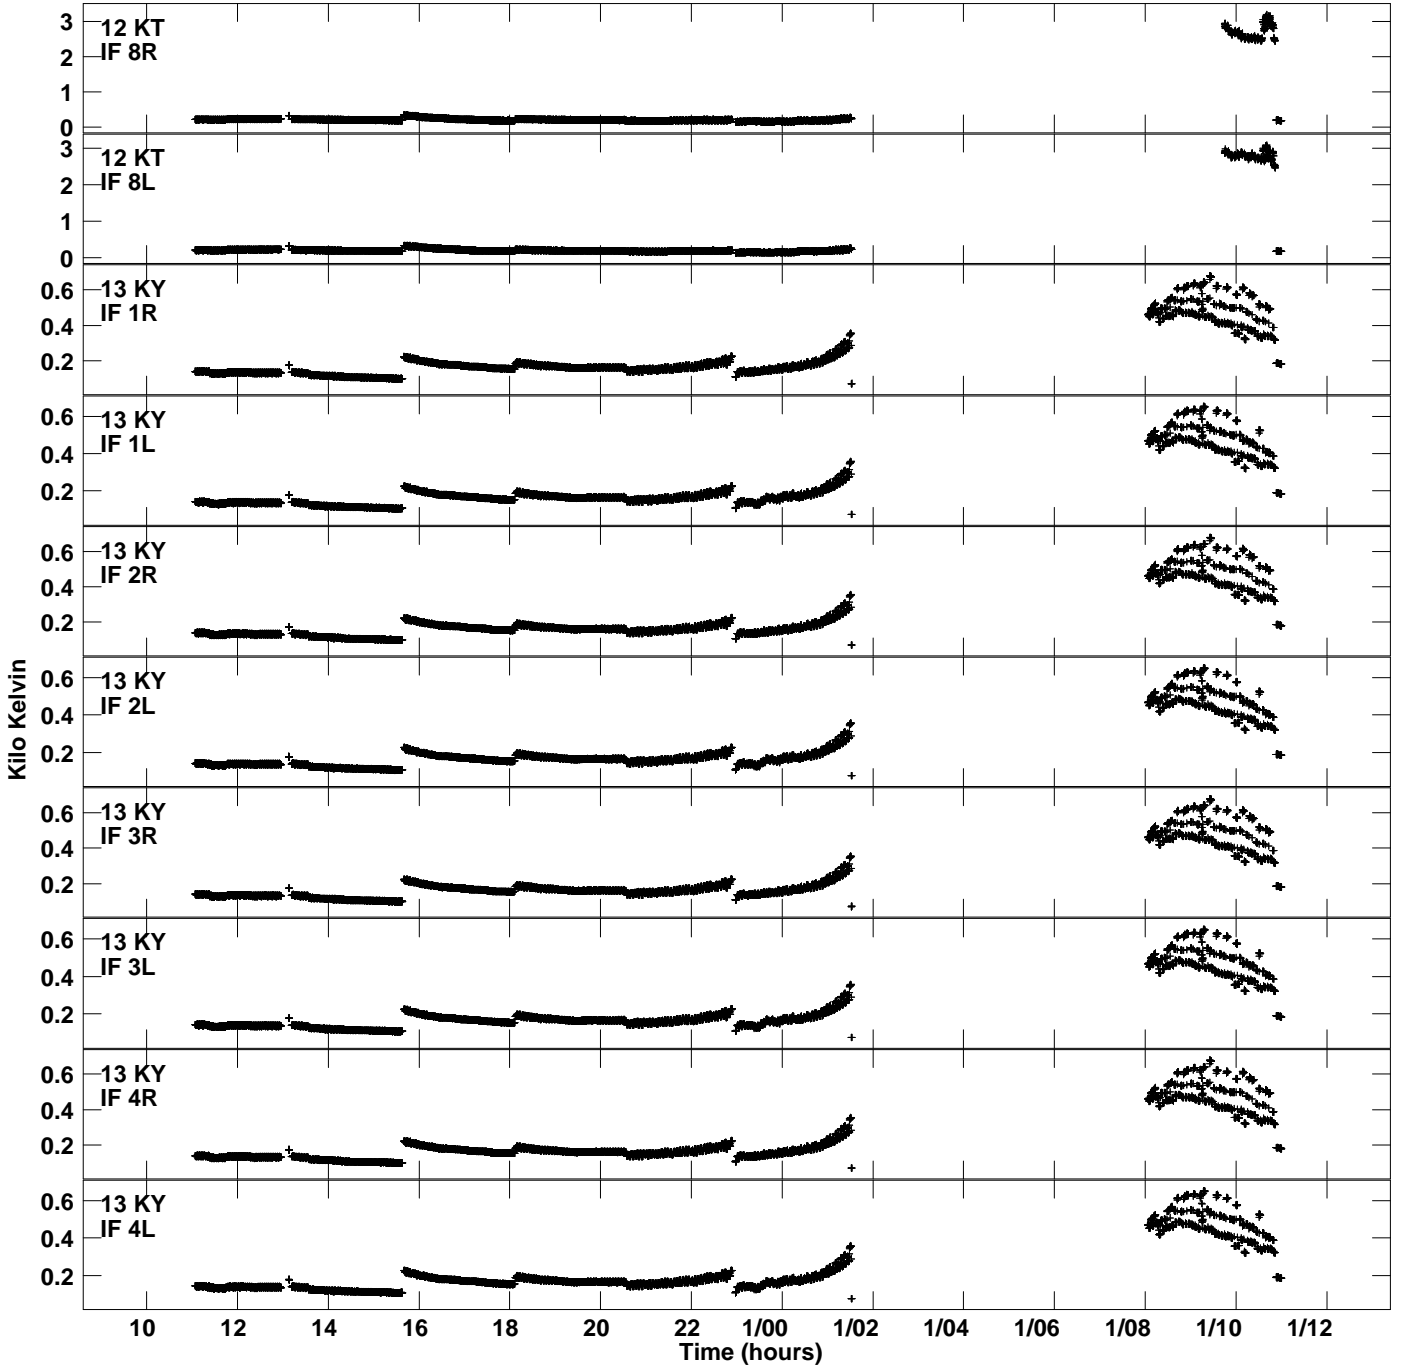 12 KT
IF 8R
3
2
1
0
12 KT
IF 8L
3
2
1
0
13 KY
IF 1R
0.6
0.4
0.2
13 KY
IF 1L
0.6
0.4
0.2
13 KY
IF 2R
0.6
0.4
0.2
13 KY
IF 2L
0.6
0.4
0.2
13 KY
IF 3R
0.6
0.4
0.2
13 KY
IF 3L
0.6
0.4
0.2
13 KY
IF 4R
0.6
0.4
0.2
13 KY
IF 4L
0.6
0.4
0.2
Kilo Kelvin
10 12 14 16 18 20 22 1/00 1/02 1/04 1/06 1/08 1/10 1/12
Time (hours)